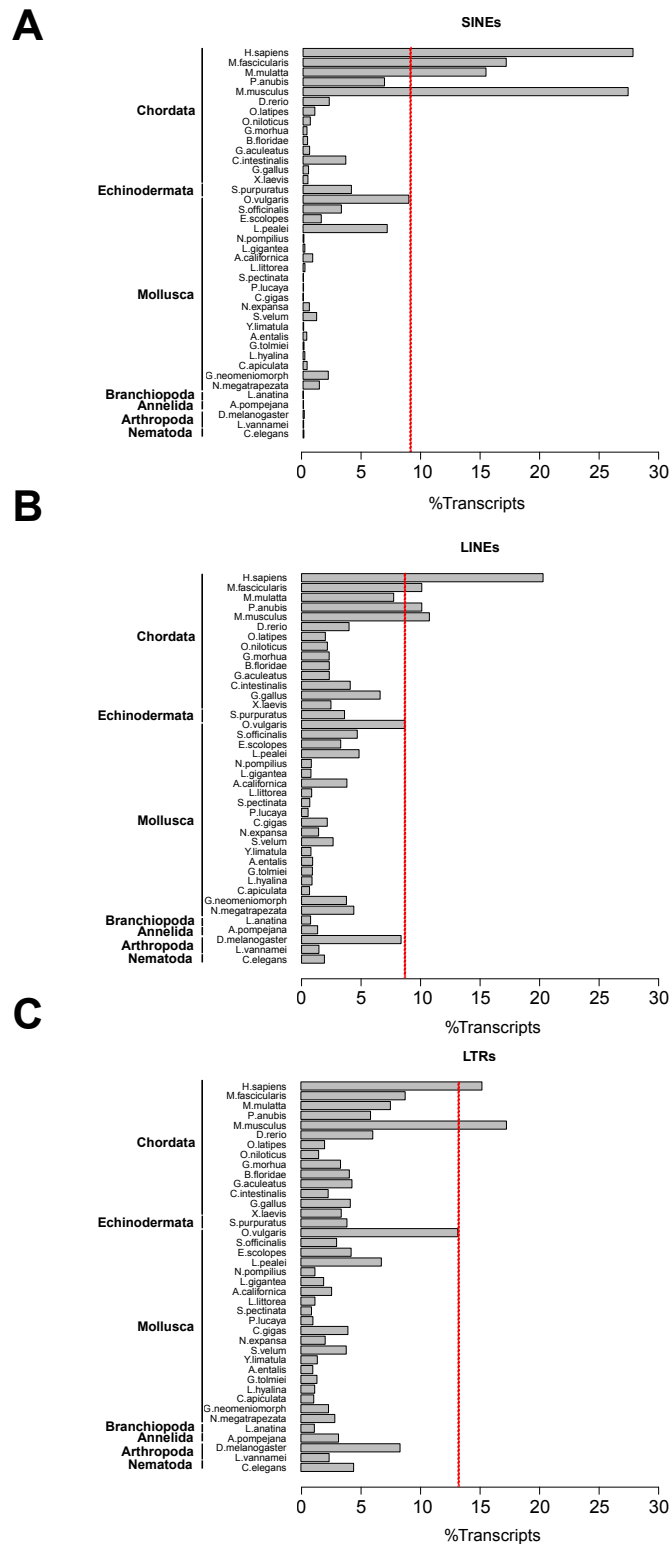 A
SINEs
H.sapiens
M.fascicularis
M.mulatta
P.anubis
M.musculus
D.rerio
Chordata
O.latipes
O.niloticus
G.morhua
B.floridae
G.aculeatus
C.intestinalis
G.gallus
X.laevis
Echinodermata
S.purpuratus
O.vulgaris
S.officinalis
E.scolopes
L.pealei
N.pompilius
L.gigantea
A.californica
L.littorea
S.pectinata
P.lucaya
Mollusca
C.gigas
N.expansa
S.velum
Y.limatula
A.entalis
G.tolmiei
L.hyalina
C.apiculata
G.neomeniomorph
N.megatrapezata
Branchiopoda
L.anatina
Annelida
A.pompejana
Arthropoda
D.melanogaster
L.vannamei
Nematoda
C.elegans
0 5 10 15 20 25 30
%Transcripts
B
LINEs
H.sapiens
M.fascicularis
M.mulatta
P.anubis
M.musculus
D.rerio
Chordata
O.latipes
O.niloticus
G.morhua
B.floridae
G.aculeatus
C.intestinalis
G.gallus
X.laevis
Echinodermata
S.purpuratus
O.vulgaris
S.officinalis
E.scolopes
L.pealei
N.pompilius
L.gigantea
A.californica
L.littorea
S.pectinata
P.lucaya
Mollusca
C.gigas
N.expansa
S.velum
Y.limatula
A.entalis
G.tolmiei
L.hyalina
C.apiculata
G.neomeniomorph
N.megatrapezata
Branchiopoda
L.anatina
Annelida
A.pompejana
Arthropoda
D.melanogaster
L.vannamei
Nematoda
C.elegans
0 5 10 15 20 25 30
%Transcripts
C
LTRs
H.sapiens
M.fascicularis
M.mulatta
P.anubis
M.musculus
D.rerio
Chordata
O.latipes
O.niloticus
G.morhua
B.floridae
G.aculeatus
C.intestinalis
G.gallus
X.laevis
Echinodermata
S.purpuratus
O.vulgaris
S.officinalis
E.scolopes
L.pealei
N.pompilius
L.gigantea
A.californica
L.littorea
S.pectinata
P.lucaya
Mollusca
C.gigas
N.expansa
S.velum
Y.limatula
A.entalis
G.tolmiei
L.hyalina
C.apiculata
G.neomeniomorph
N.megatrapezata
Branchiopoda
L.anatina
Annelida
A.pompejana
Arthropoda
D.melanogaster
L.vannamei
Nematoda
C.elegans
0 5 10 15 20 25 30
%Transcripts